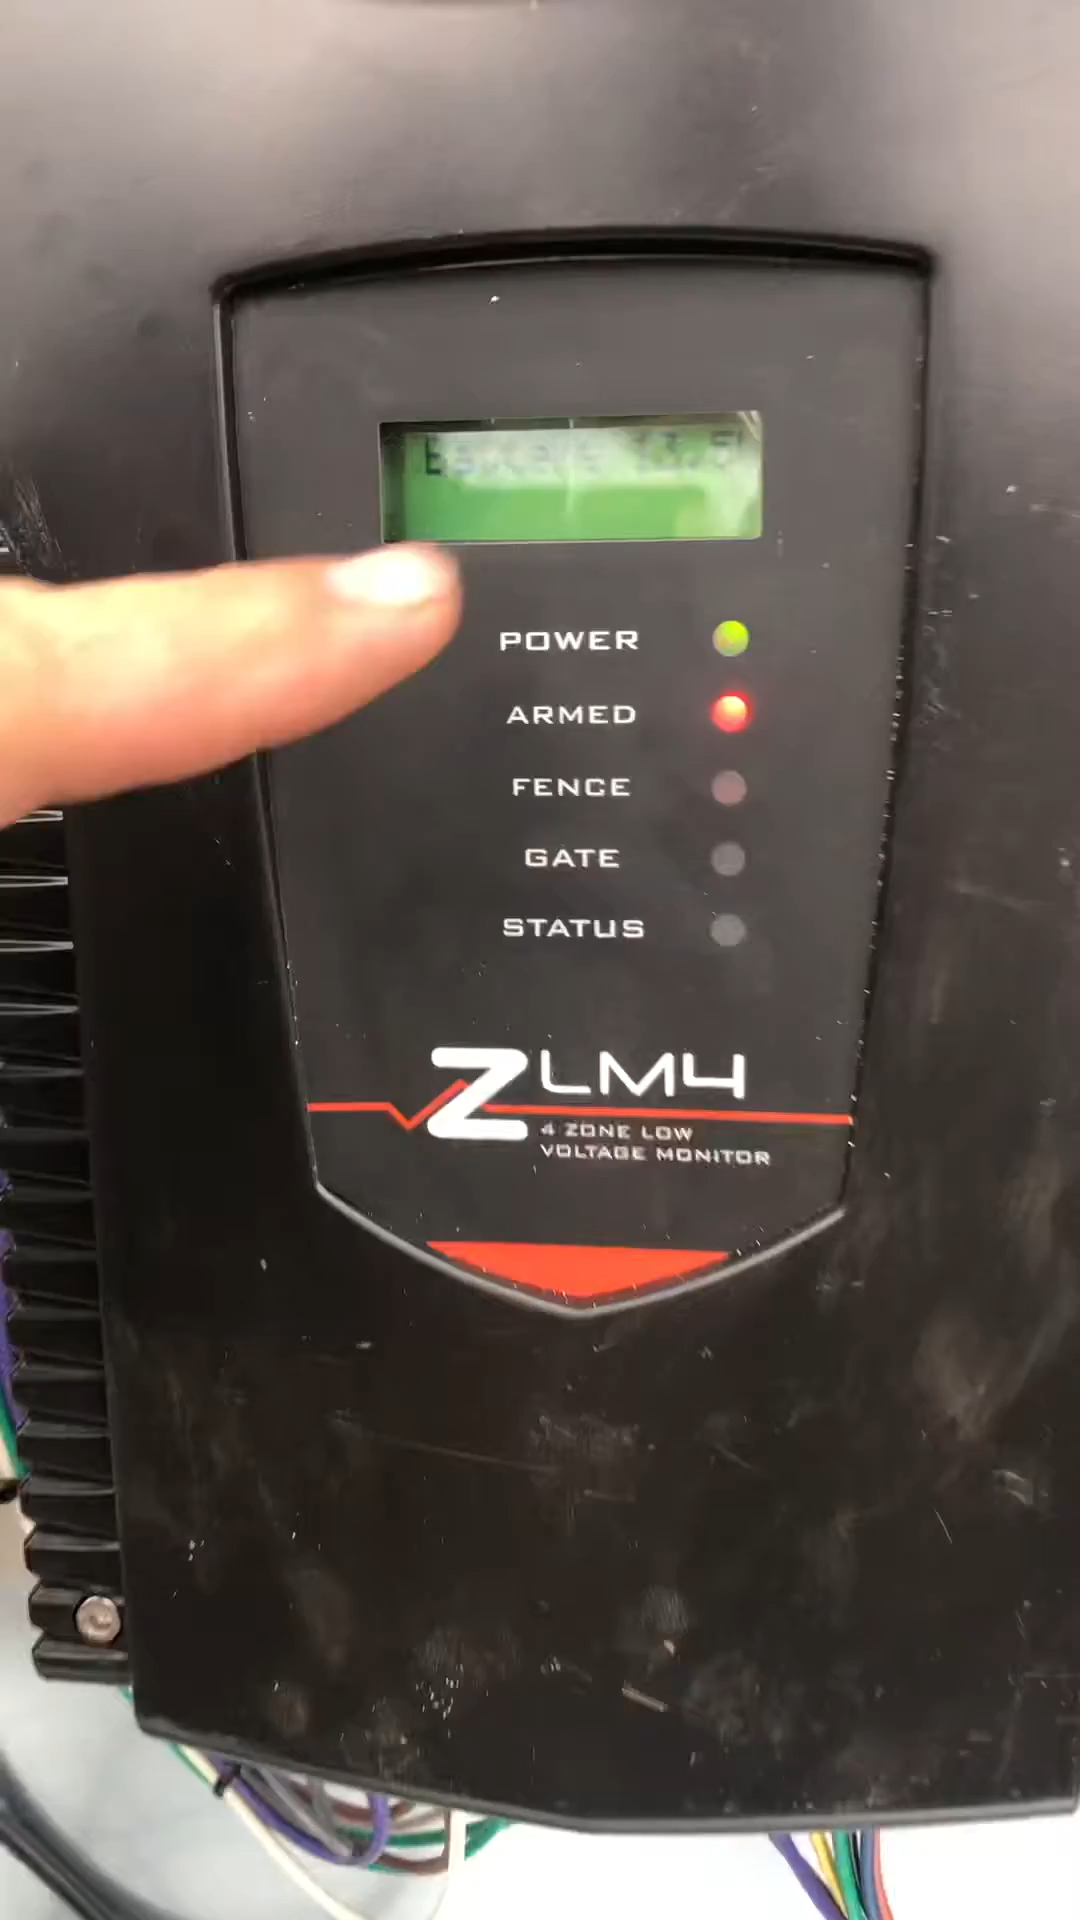 POWER
ARMED
FENCE
GATE
STATUS
ZLM4
4 ZONE LOW
VOLTAGE MONITOR